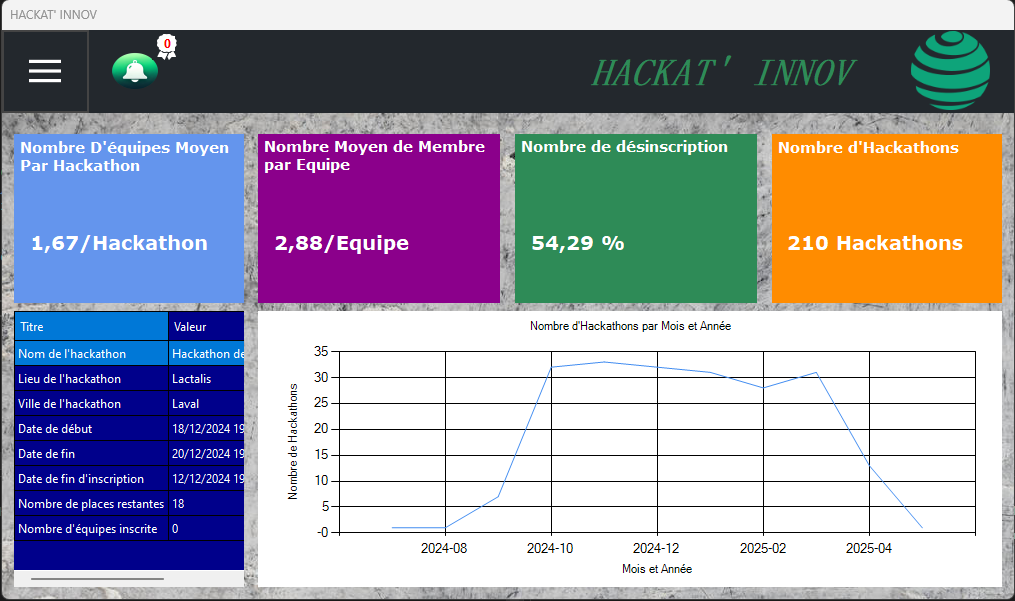 HACKAT' INNOV
0
HACKAT' INNOV
Nombre D'équipes Moyen
Par Hackathon
1,67/Hackathon
Nombre Moyen de Membre
par Equipe
2,88/Equipe
Nombre de désinscription
54,29 %
Nombre d'Hackathons
210 Hackathons
Titre Valeur
Nom de l'hackathon Hackathon de
Lieu de l'hackathon Lactalis
Ville de l'hackathon Laval
Date de début 18/12/2024 19
Date de fin 20/12/2024 19
Date de fin d'inscription 12/12/2024 19
Nombre de places restantes 18
Nombre d'équipes inscrite 0
Nombre d'Hackathons par Mois et Année
Nombre de Hackathons
35
30
25
20
15
10
5
-0
2024-08 2024-10 2024-12 2025-02 2025-04
Mois et Année